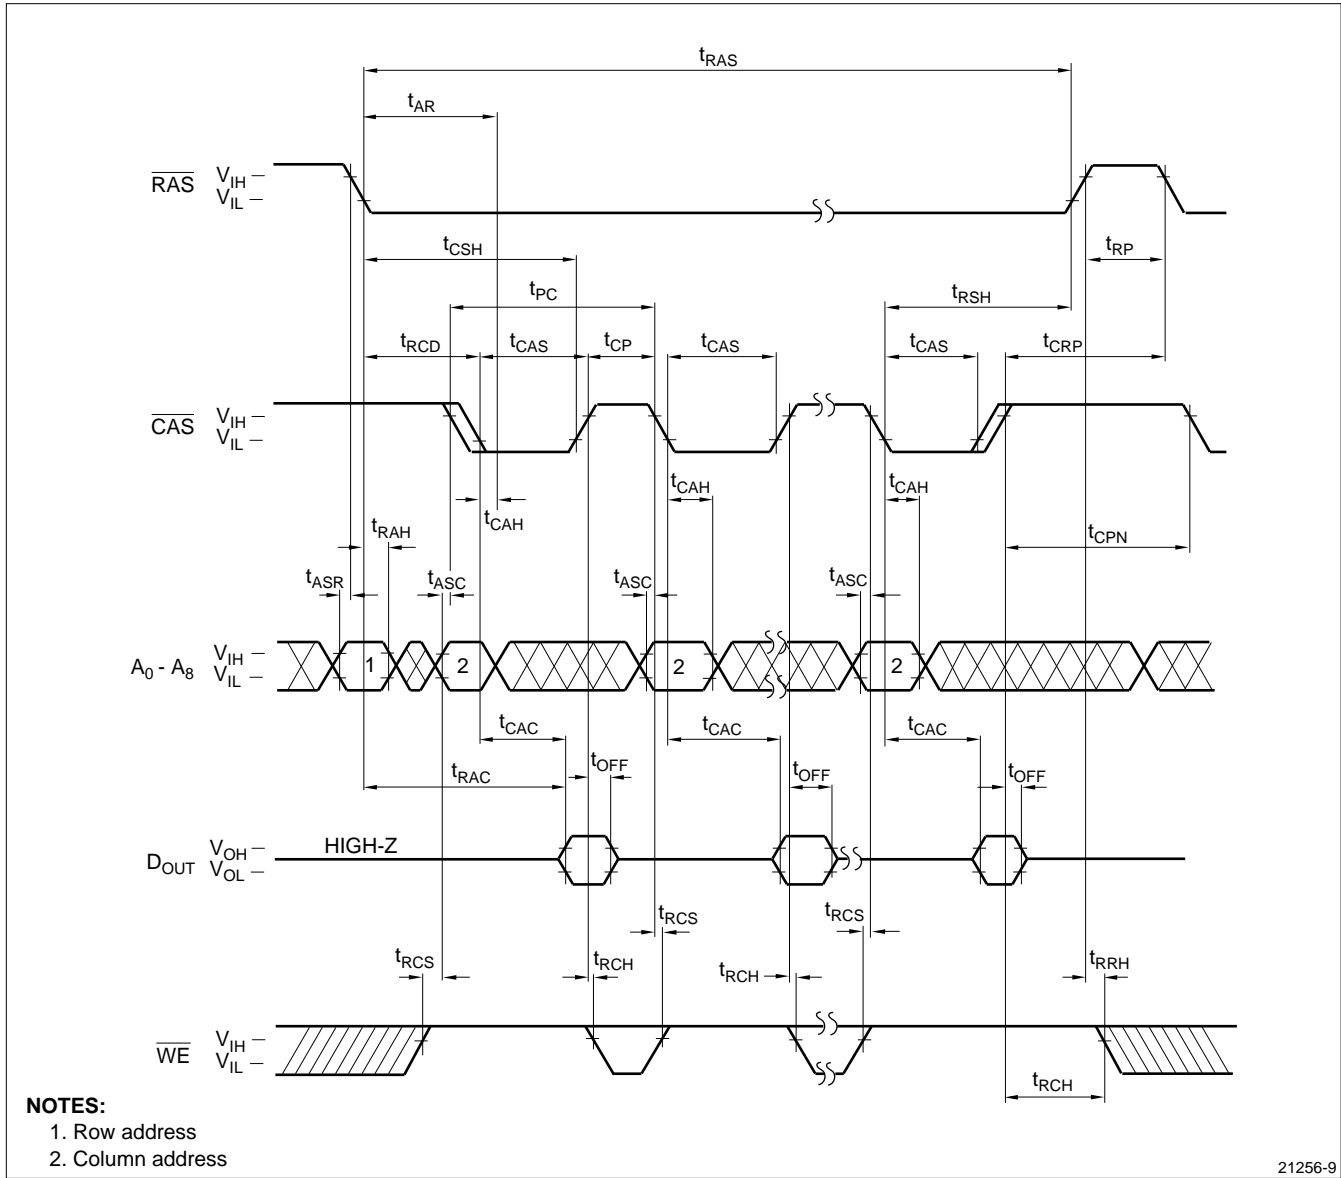 tRAS
tAR
RAS VIH
VIL
tCSH
tRP
tPC
tRSH
tRCD tCAS tCP tCAS tCAS tCRP
CAS VIH
VIL
tCAH tCAH
tCAH
tRAH
tCPN
tASR tASC tASC tASC
A0 - A8 VIH
VIL
1 2 2 2
tCAC tCAC tCAC
tOFF tOFF tOFF
tRAC
DOUT VOH
VOL
HIGH-Z
tRCS tRCS
tRCS tRCH tRCH tRRH
WE VIH
VIL
tRCH
NOTES:
1. Row address
2. Column address
21256-9